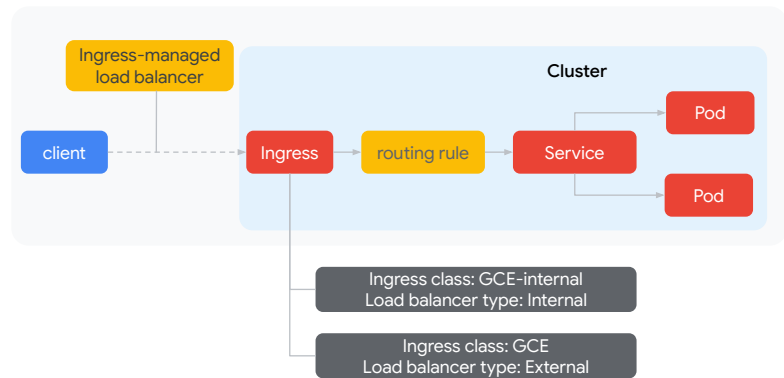 Ingress-managed
load balancer
Cluster
Pod
client
Ingress
routing rule
Service
Pod
Ingress class: GCE-internal
Load balancer type: Internal
Ingress class: GCE
Load balancer type: External